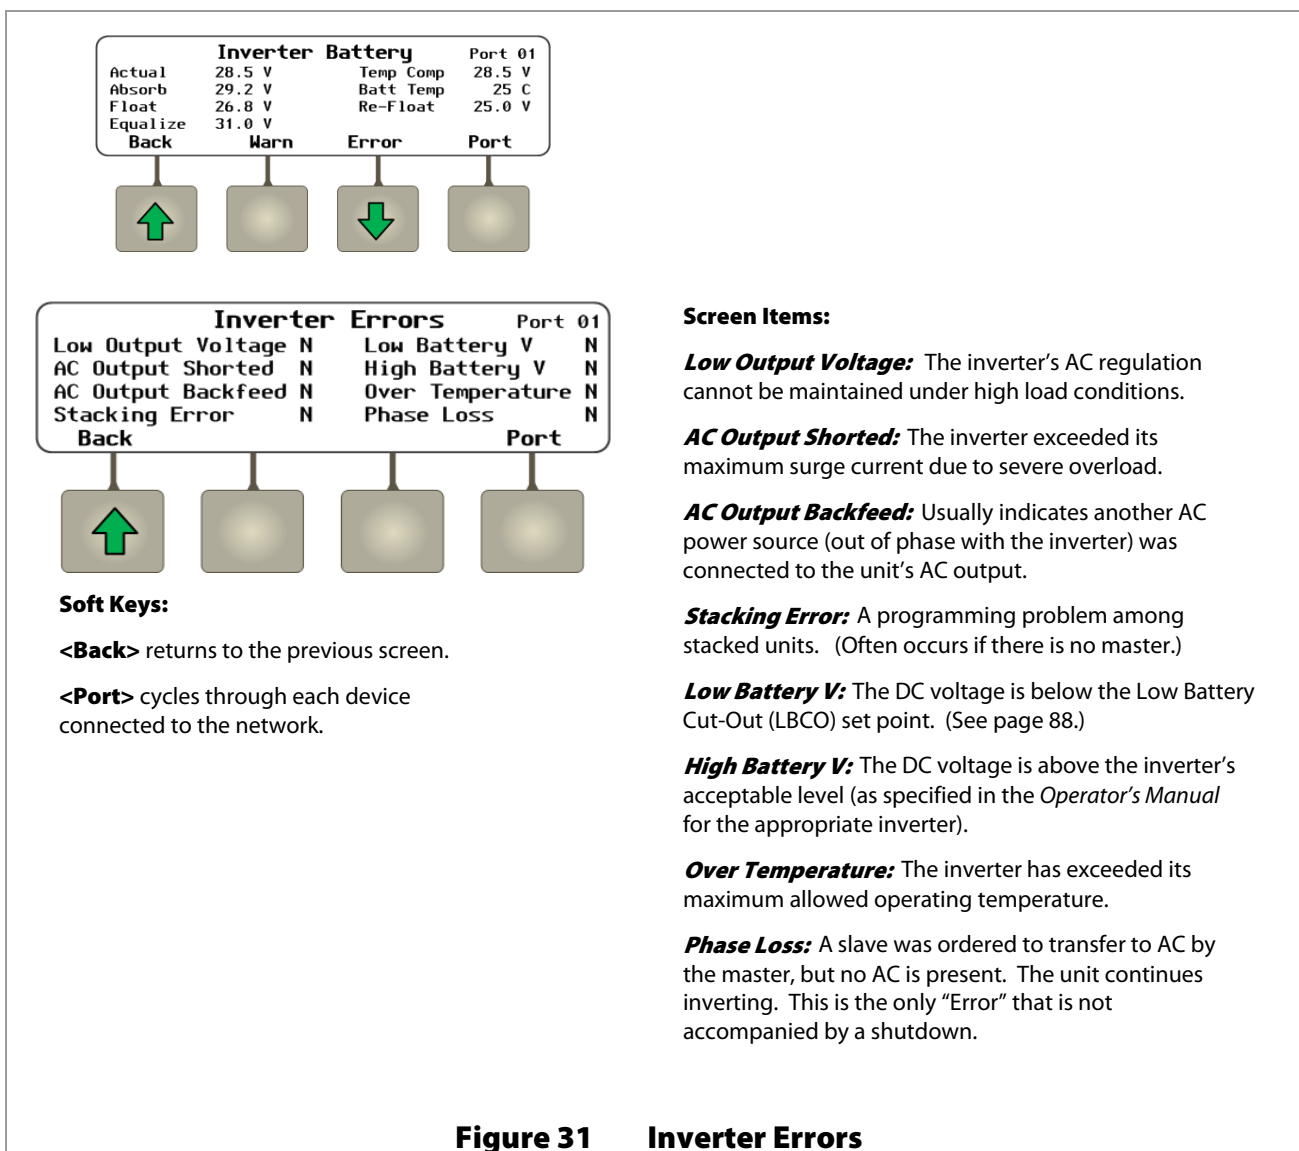 Inverter Battery Port 01
Actual 28.5 V Temp Comp 28.5 V
Absorb 29.2 V Batt Temp 25 C
Float 26.8 V Re-Float 25.0 V
Equalize 31.0 V
Back Warn Error Port
Inverter Errors Port 01
Low Output Voltage N Low Battery V N
AC Output Shorted N High Battery V N
AC Output Backfeed N Over Temperature N
Stacking Error N Phase Loss N
Back Port
Soft Keys:
<Back> returns to the previous screen.
<Port> cycles through each device
connected to the network.
Screen Items:
Low Output Voltage: The inverter’s AC regulation
cannot be maintained under high load conditions.
AC Output Shorted: The inverter exceeded its
maximum surge current due to severe overload.
AC Output Backfeed: Usually indicates another AC
power source (out of phase with the inverter) was
connected to the unit’s AC output.
Stacking Error: A programming problem among
stacked units. (Often occurs if there is no master.)
Low Battery V: The DC voltage is below the Low Battery
Cut-Out (LBCO) set point. (See page 88.)
High Battery V: The DC voltage is above the inverter’s
acceptable level (as specified in the Operator’s Manual
for the appropriate inverter).
Over Temperature: The inverter has exceeded its
maximum allowed operating temperature.
Phase Loss: A slave was ordered to transfer to AC by
the master, but no AC is present. The unit continues
inverting. This is the only “Error” that is not
accompanied by a shutdown.
Figure 31 Inverter Errors